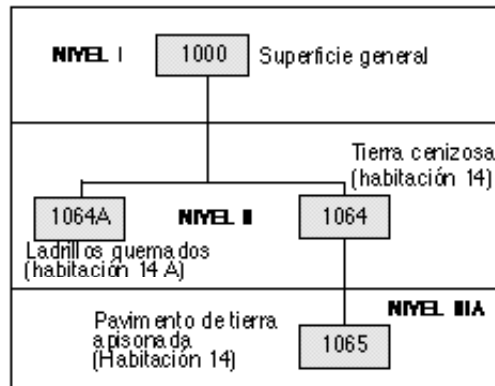 NIVEL I
1000
Superficie general
Tierra cenizosa
(habitación 14)
1064A
NIVEL II
1064
Ladrillos quemados
(habitación 14 A)
NIVEL IIIA
Pavimento de tierra
apisonada
(Habitación 14)
1065